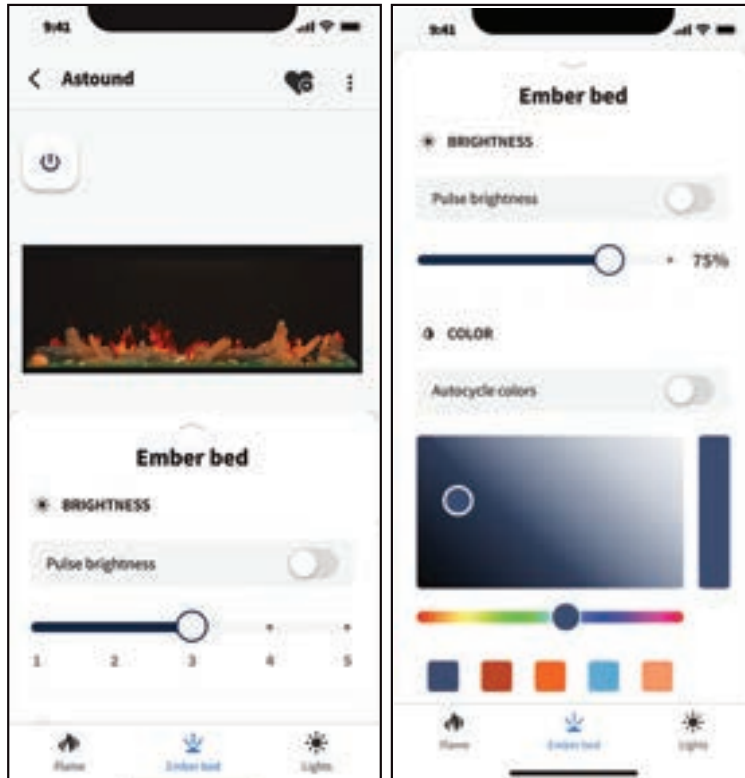 9:41
Astound
Ember bed
BRIGHTNESS
Pulse brightness
1 2 3 4 5
Flame Ember bed Lights
9:41
Ember bed
BRIGHTNESS
Pulse brightness
75%
COLOR
Autocycle colors
Flame Ember bed Lights